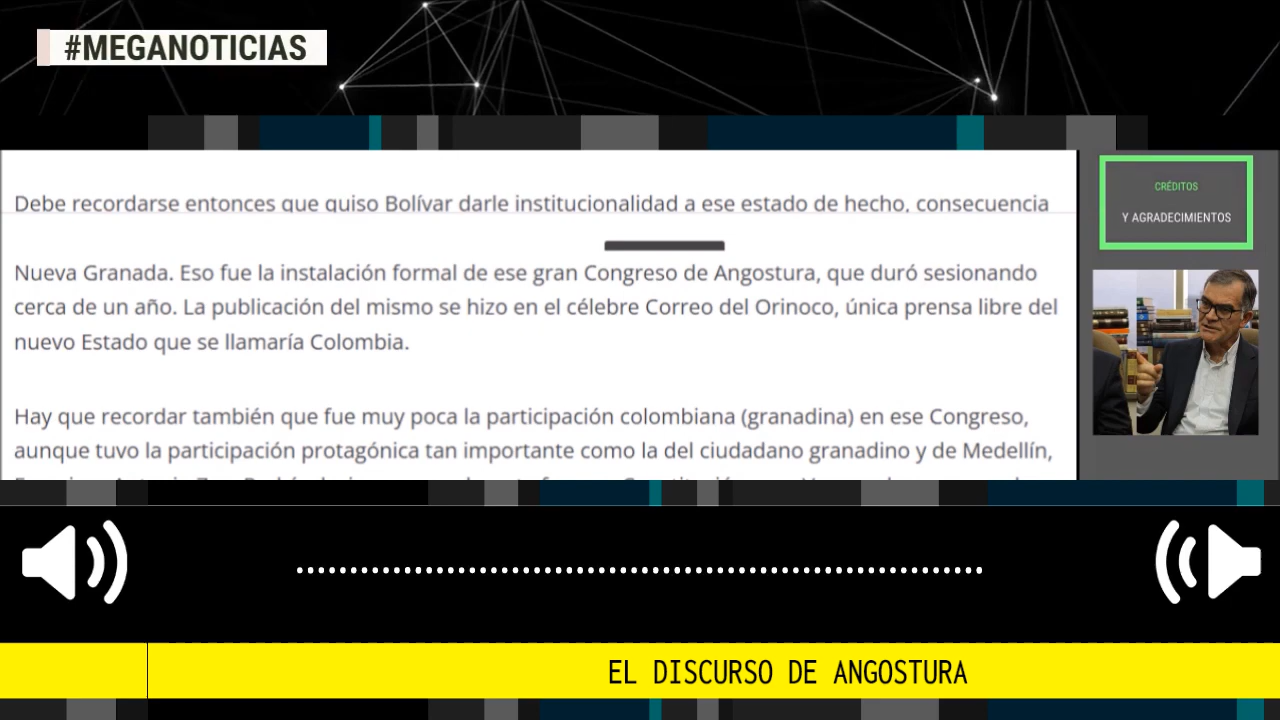 #MEGANOTICIAS
Debe recordarse entonces que quiso Bolívar darle institucionalidad a ese estado de hecho, consecuencia
Nueva Granada. Eso fue la instalación formal de ese gran Congreso de Angostura, que duró sesionando
cerca de un año. La publicación del mismo se hizo en el célebre Correo del Orinoco, única prensa libre del
nuevo Estado que se llamaría Colombia.
Hay que recordar también que fue muy poca la participación colombiana (granadina) en ese Congreso,
aunque tuvo la participación protagónica tan importante como la del ciudadano granadino y de Medellín,
CRÉDITOS
Y AGRADECIMIENTOS
EL DISCURSO DE ANGOSTURA